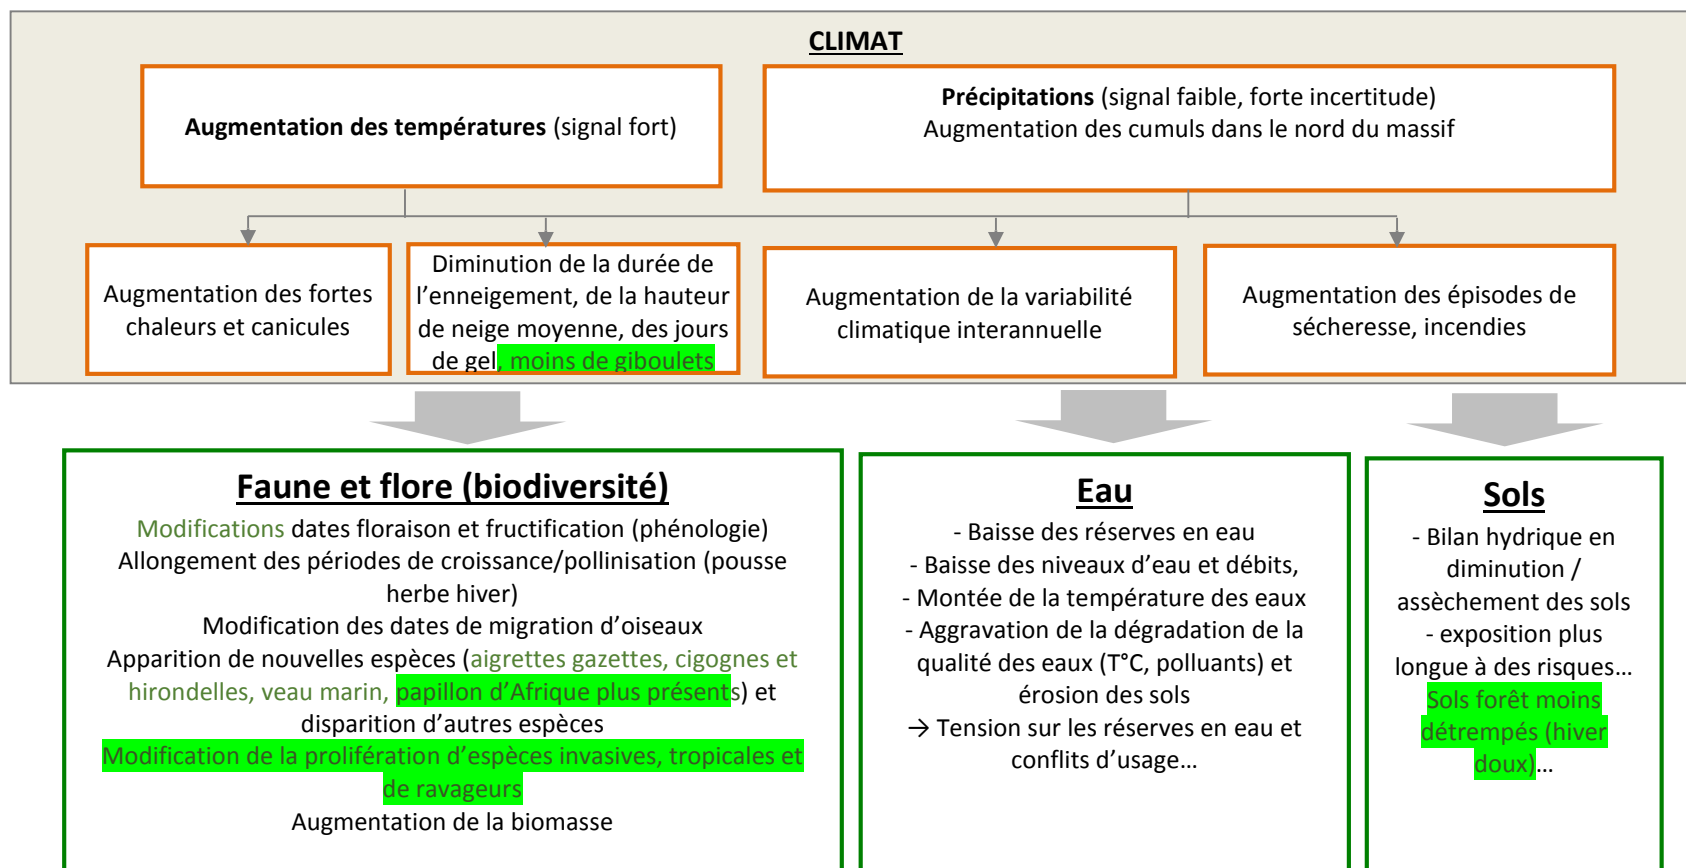 CLIMAT
Augmentation des températures (signal fort)
Précipitations (signal faible, forte incertitude)
Augmentation des cumuls dans le nord du massif
Augmentation des fortes
chaleurs et canicules
Diminution de la durée de
l’enneigement, de la hauteur
de neige moyenne, des jours
de gel, moins de giboulets
Augmentation de la variabilité
climatique interannuelle
Augmentation des épisodes de
sécheresse, incendies
Faune et flore (biodiversité)
Modifications dates floraison et fructification (phénologie)
Allongement des périodes de croissance/pollinisation (pousse
herbe hiver)
Modification des dates de migration d’oiseaux
Apparition de nouvelles espèces (aigrettes gazettes, cigognes et
hirondelles, veau marin, papillon d’Afrique plus présents) et
disparition d’autres espèces
Modification de la prolifération d’espèces invasives, tropicales et
de ravageurs
Augmentation de la biomasse
Eau
- Baisse des réserves en eau
- Baisse des niveaux d’eau et débits,
- Montée de la température des eaux
- Aggravation de la dégradation de la
qualité des eaux (T°C, polluants) et
érosion des sols
→ Tension sur les réserves en eau et
conflits d’usage…
Sols
- Bilan hydrique en
diminution /
assèchement des sols
- exposition plus
longue à des risques…
Sols forêt moins
détrempés (hiver
doux)…